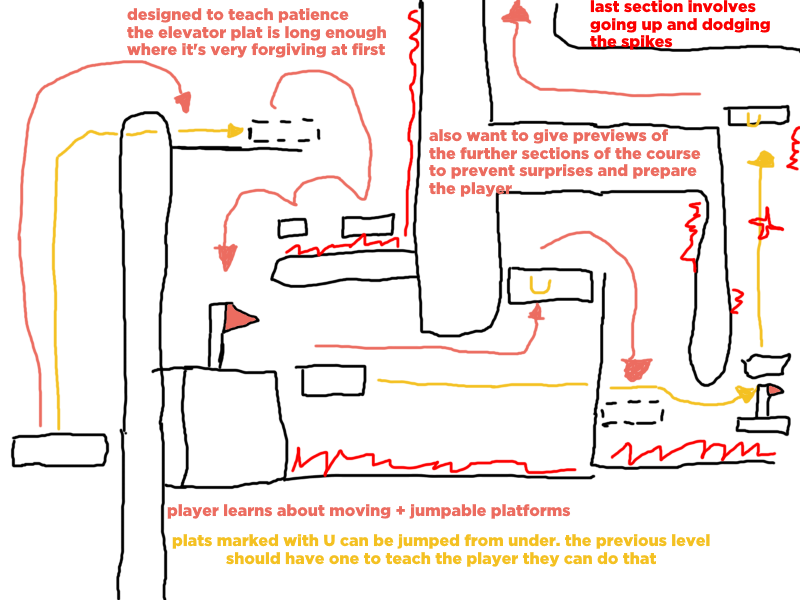 designed to teach patience
the elevator plat is long enough
where it's very forgiving at first
last section involves
going up and dodging
the spikes
U
also want to give previews of
the further sections of the course
to prevent surprises and prepare
the player
U
player learns about moving + jumpable platforms
plats marked with U can be jumped from under. the previous level
should have one to teach the player they can do that